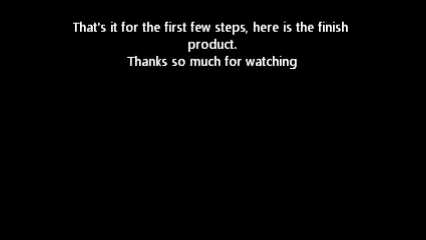 That's it for the first few steps, here is the finish
product.
Thanks so much for watching